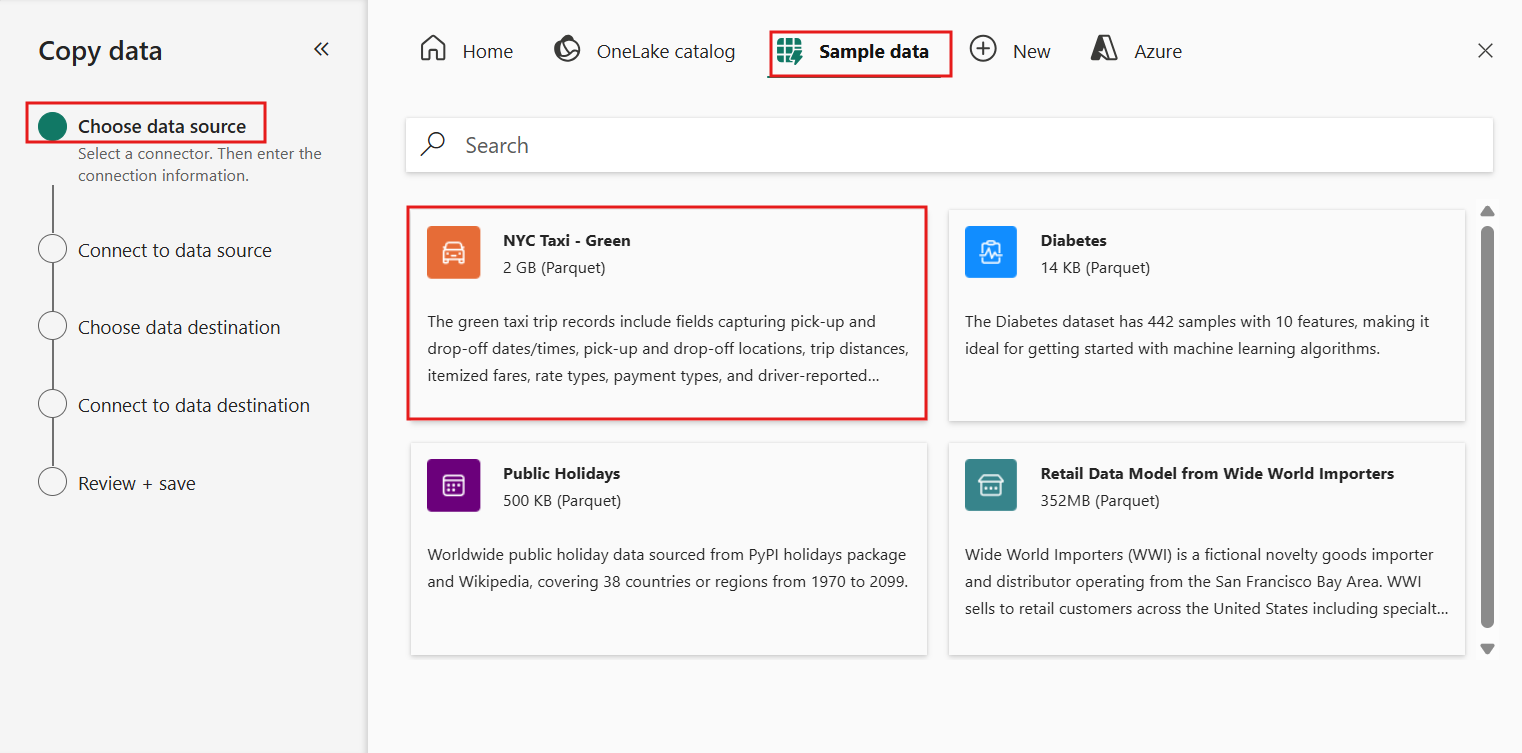 Copy data
Choose data source
Select a connector. Then enter the
connection information.
Connect to data source
Choose data destination
Connect to data destination
Review + save
Home
OneLake catalog
Sample data
New
Azure
Search
NYC Taxi - Green
2 GB (Parquet)
The green taxi trip records include fields capturing pick-up and
drop-off dates/times, pick-up and drop-off locations, trip distances,
itemized fares, rate types, payment types, and driver-reported...
Diabetes
14 KB (Parquet)
The Diabetes dataset has 442 samples with 10 features, making it
ideal for getting started with machine learning algorithms.
Public Holidays
500 KB (Parquet)
Worldwide public holiday data sourced from PyPI holidays package
and Wikipedia, covering 38 countries or regions from 1970 to 2099.
Retail Data Model from Wide World Importers
352MB (Parquet)
Wide World Importers (WWI) is a fictional novelty goods importer
and distributor operating from the San Francisco Bay Area. WWI
sells to retail customers across the United States including specialt...